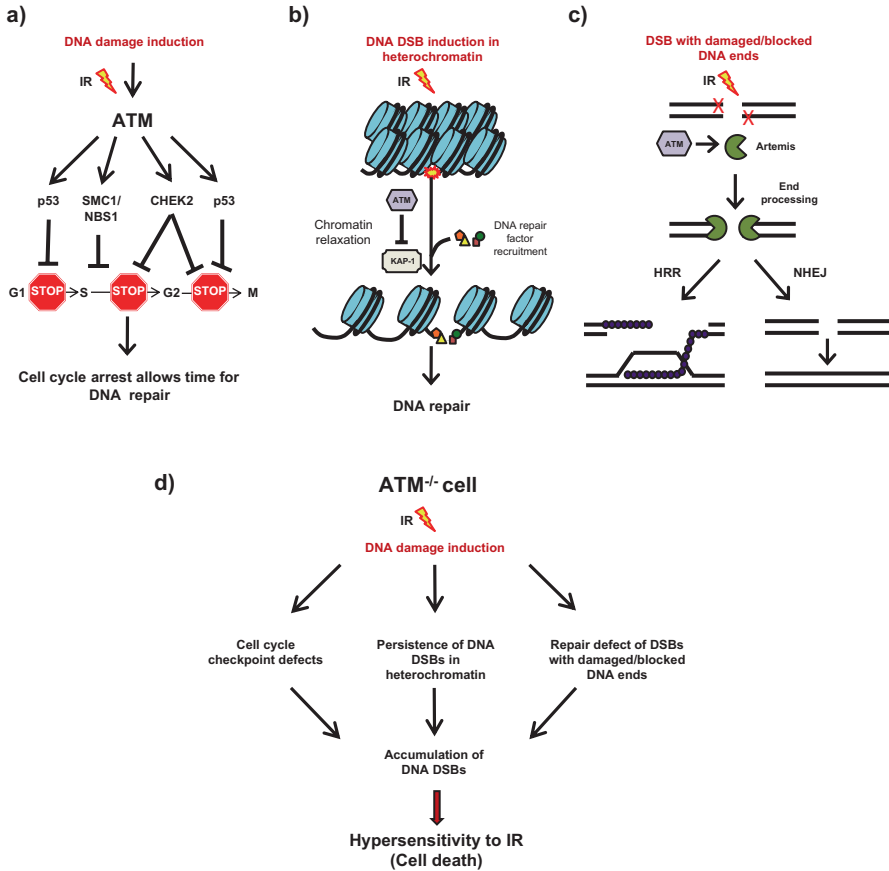 a)
DNA damage induction
IR
ATM
p53
SMC1/
NBS1
CHEK2
p53
G1 STOP S STOP G2 STOP M
Cell cycle arrest allows time for
DNA repair
b)
DNA DSB induction in
heterochromatin
IR
ATM
Chromatin
relaxation
KAP-1
DNA repair
factor
recruitment
DNA repair
c)
DSB with damaged/blocked
DNA ends
IR
ATM
Artemis
End
processing
HRR
NHEJ
d)
ATM-/- cell
IR
DNA damage induction
Cell cycle
checkpoint defects
Persistence of DNA
DSBs in
heterochromatin
Repair defect of DSBs
with damaged/blocked
DNA ends
Accumulation of
DNA DSBs
Hypersensitivity to IR
(Cell death)